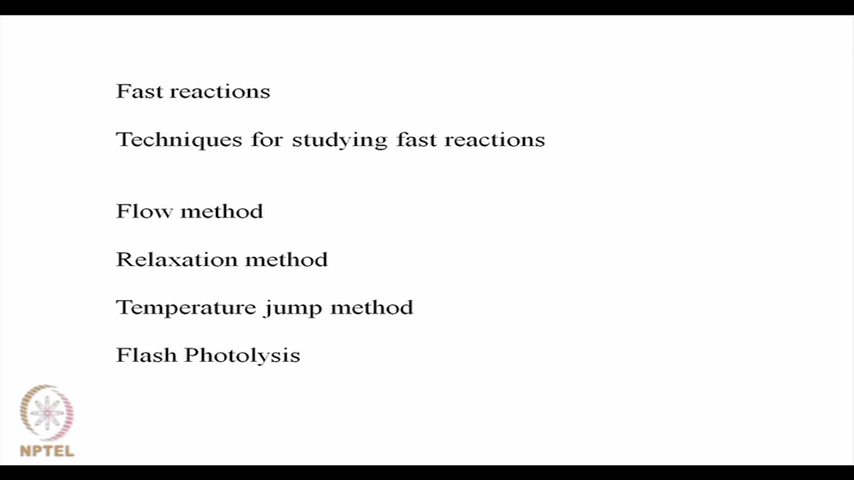 Fast reactions
Techniques for studying fast reactions
Flow method
Relaxation method
Temperature jump method
Flash Photolysis
NPTEL